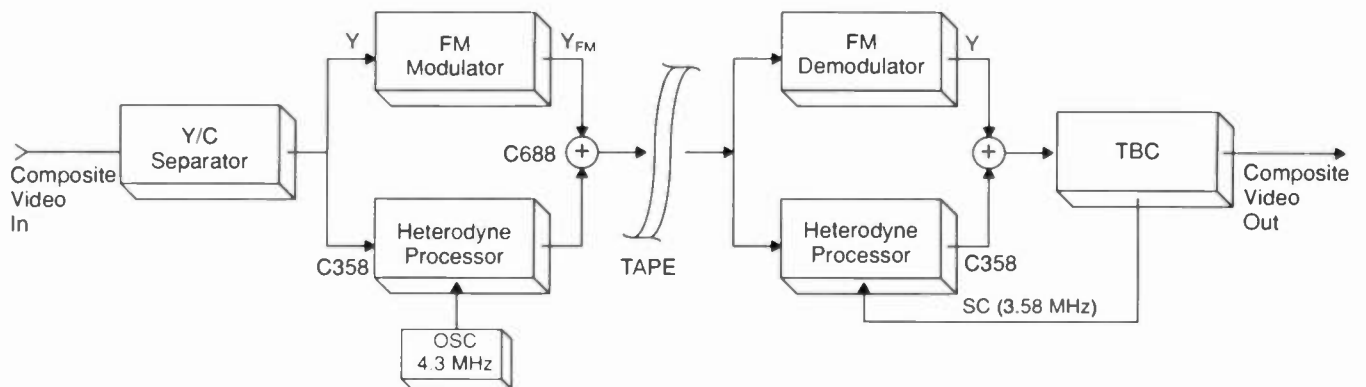 Composite
Video
In
Y/C
Separator
Y
FM
Modulator
Y_FM
C358
Heterodyne
Processor
OSC
4.3 MHz
C688
+
TAPE
FM
Demodulator
Y
Heterodyne
Processor
C358
+
TBC
SC (3.58 MHz)
Composite
Video
Out